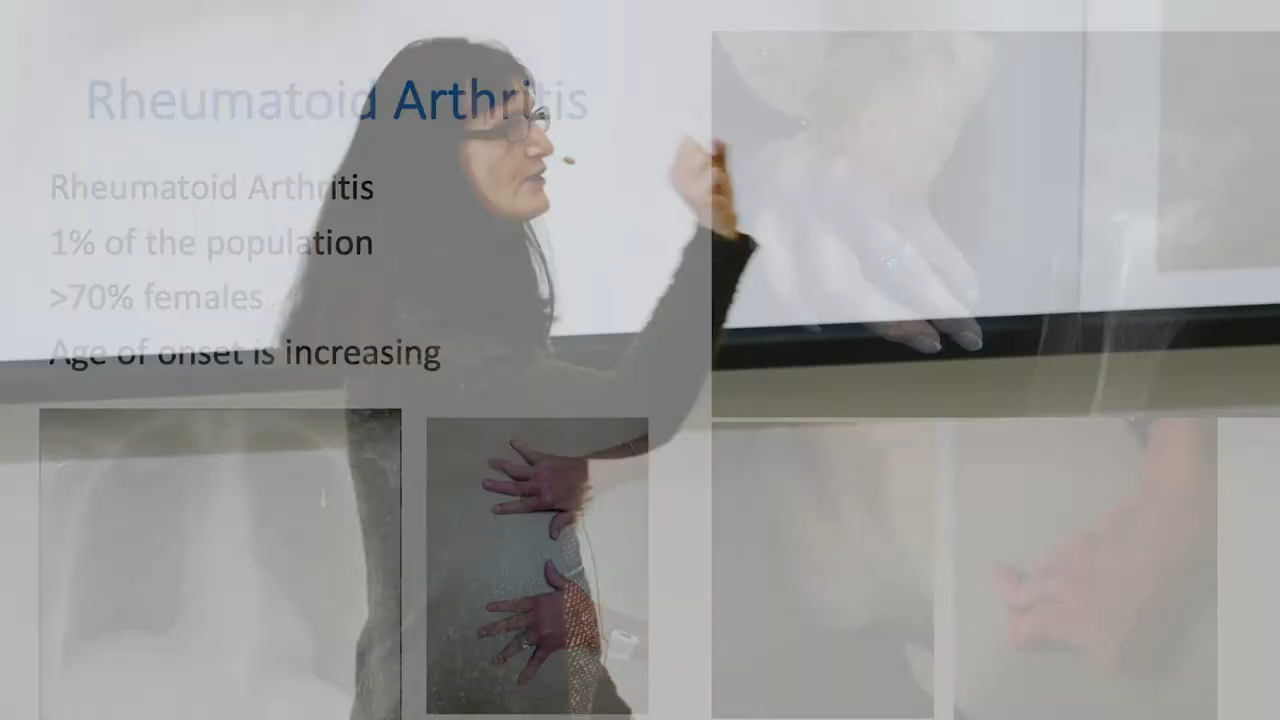 Rheumatoid Arthritis
Rheumatoid Arthritis
1% of the population
>70% females
Age of onset is increasing